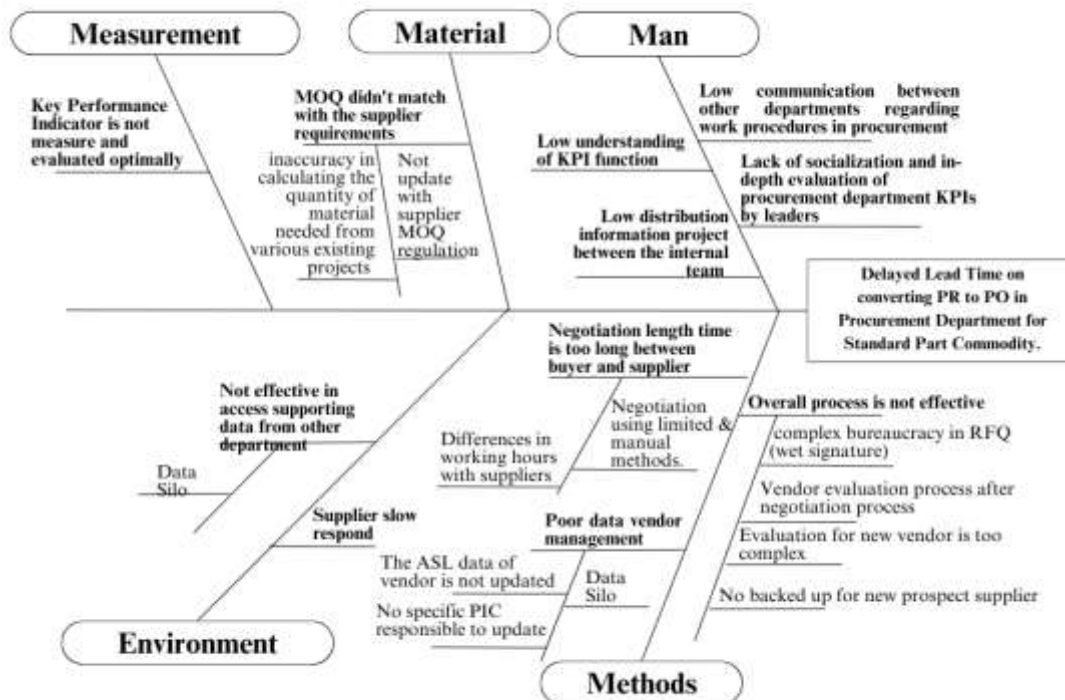 Measurement
Material
Man
Key Performance
Indicator is not
measure and
evaluated optimally
MOQ didn't match
with the supplier
requirements
inaccuracy in
calculating the
quantity of
material
needed from
various existing
projects
Not
update
with
supplier
MOQ
regulation
Low understanding
of KPI function
Low distribution
information project
between the internal
team
Low communication between
other departments regarding
work procedures in procurement
Lack of socialization and in-
depth evaluation of
procurement department KPIs
by leaders
Delayed Lead Time on
converting PR to PO in
Procurement Department for
Standard Part Commodity.
Not effective in
access supporting
data from other
department
Data
Silo
Supplier slow
respond
Negotiation length time
is too long between
buyer and supplier
Differences in
working hours
with suppliers
Negotiation
using limited &
manual
methods.
Poor data vendor
management
The ASL data of
vendor is not updated
No specific PIC
responsible to update
Data
Silo
Overall process is not effective
complex bureaucracy in RFQ
(wet signature)
Vendor evaluation process after
negotiation process
Evaluation for new vendor is too
complex
No backed up for new prospect supplier
Environment
Methods